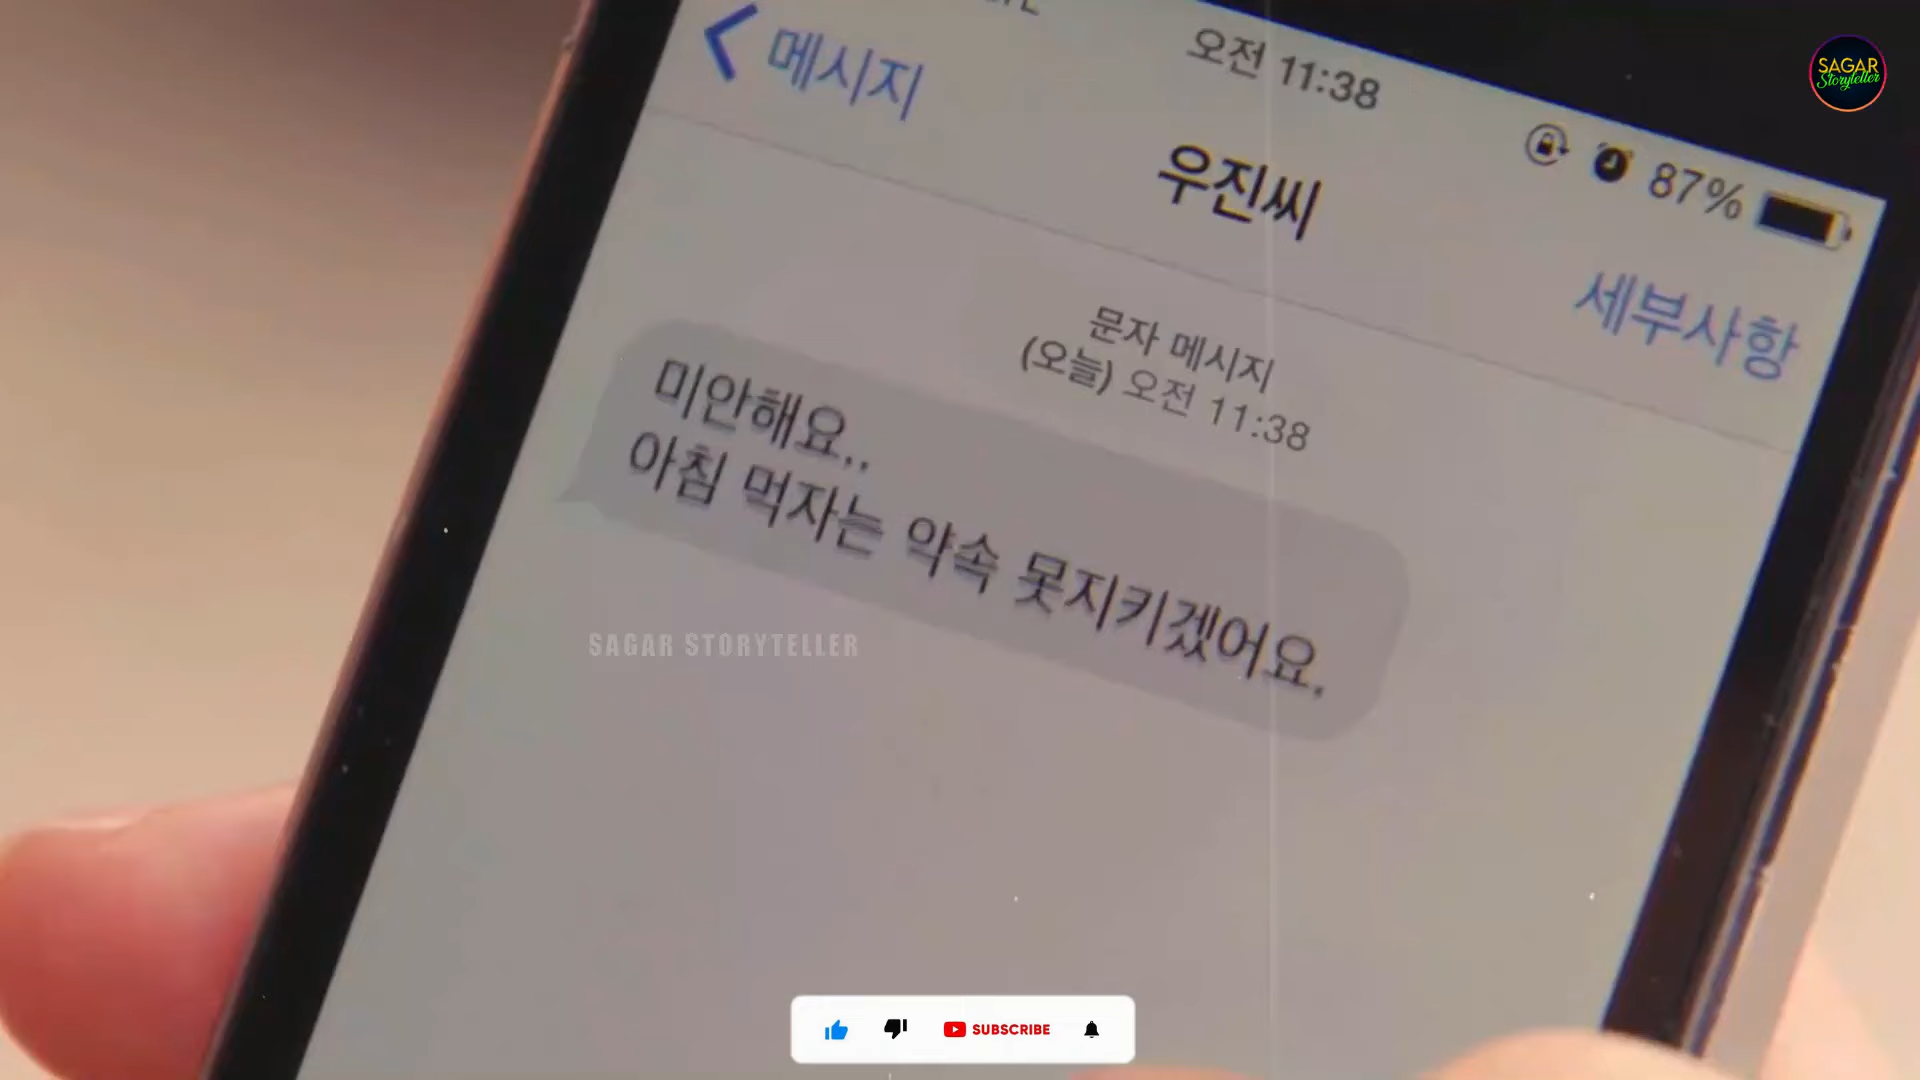 오전 11:38
87%
메시지
우진씨
세부사항
문자 메시지
(오늘) 오전 11:38
미안해요..
아침 먹자는 약속 못지키겠어요.
SAGAR
Storyteller
SAGAR STORYTELLER
SUBSCRIBE